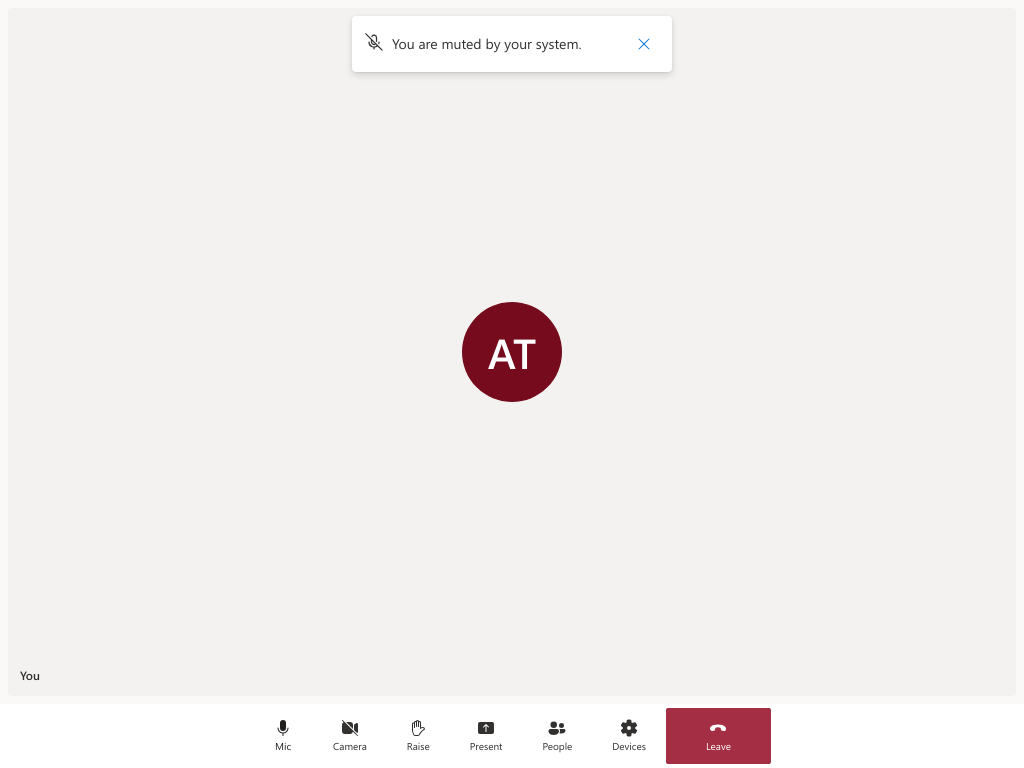 You are muted by your system.
AT
You
Mic
Camera
Raise
Present
People
Devices
Leave